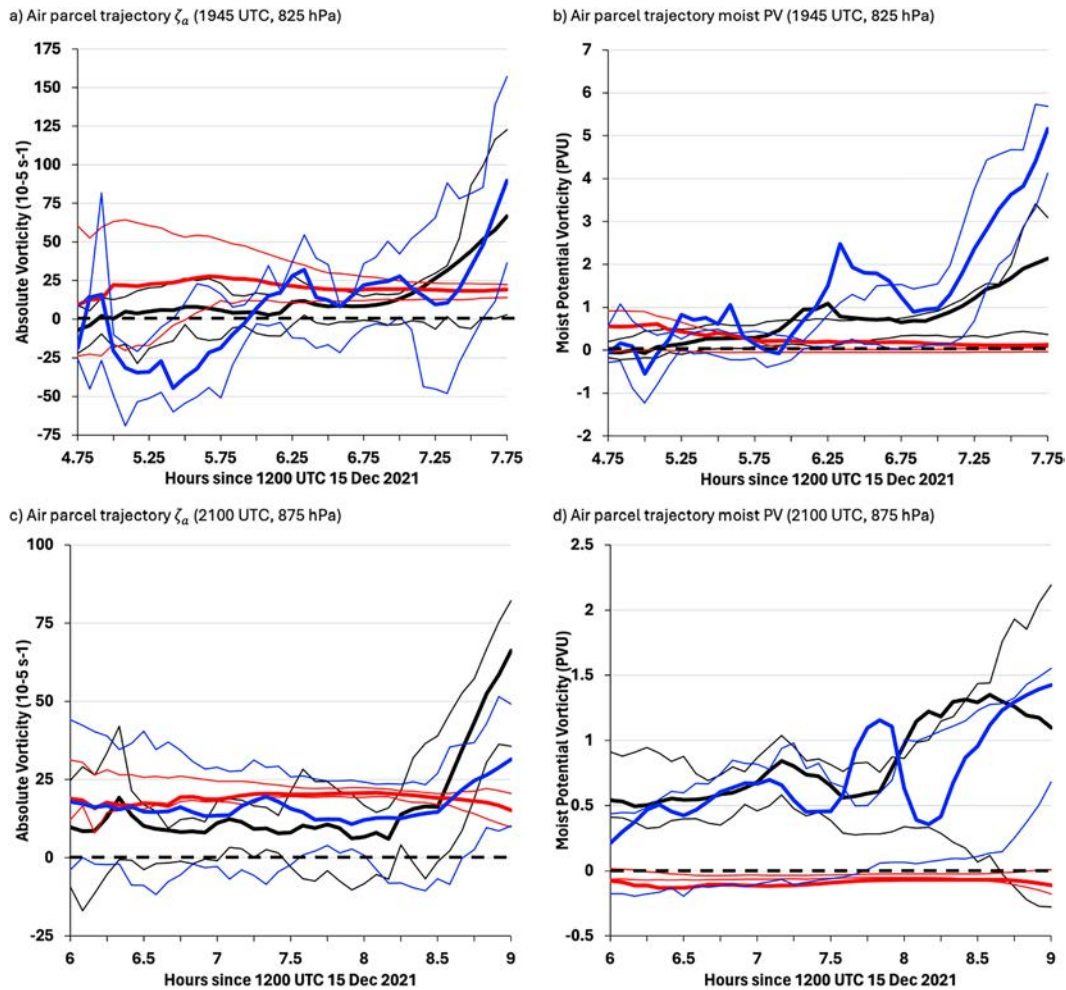 a) Air parcel trajectory ζₐ (1945 UTC, 825 hPa)
175
150
125
100
75
50
25
0
-25
-50
-75
Absolute Vorticity (10-5 s-1)
4.75 5.25 5.75 6.25 6.75 7.25 7.75
Hours since 1200 UTC 15 Dec 2021
b) Air parcel trajectory moist PV (1945 UTC, 825 hPa)
7
6
5
4
3
2
1
0
-1
-2
Moist Potential Vorticity (PVU)
4.75 5.25 5.75 6.25 6.75 7.25 7.75
Hours since 1200 UTC 15 Dec 2021
c) Air parcel trajectory ζₐ (2100 UTC, 875 hPa)
100
75
50
25
0
-25
Absolute Vorticity (10-5 s-1)
6 6.5 7 7.5 8 8.5 9
Hours since 1200 UTC 15 Dec 2021
d) Air parcel trajectory moist PV (2100 UTC, 875 hPa)
2.5
2
1.5
1
0.5
0
-0.5
Moist Potential Vorticity (PVU)
6 6.5 7 7.5 8 8.5 9
Hours since 1200 UTC 15 Dec 2021